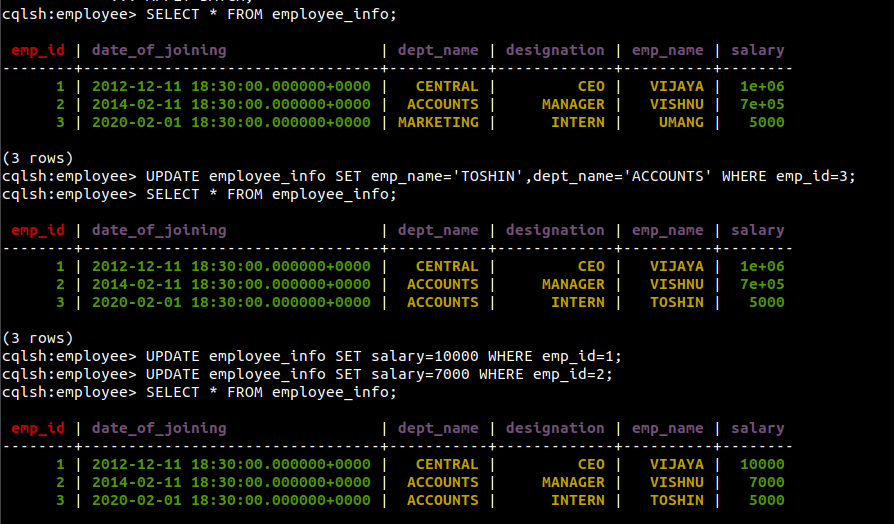 cqlsh:employee> SELECT * FROM employee_info;
 emp_id | date_of_joining                 | dept_name | designation | emp_name | salary
--------+---------------------------------+-----------+-------------+----------+--------
      1 | 2012-12-11 18:30:00.000000+0000 |   CENTRAL |         CEO |   VIJAYA |  1e+06
      2 | 2014-02-11 18:30:00.000000+0000 |  ACCOUNTS |     MANAGER |   VISHNU |  7e+05
      3 | 2020-02-01 18:30:00.000000+0000 | MARKETING |      INTERN |    UMANG |   5000
(3 rows)
cqlsh:employee> UPDATE employee_info SET emp_name='TOSHIN',dept_name='ACCOUNTS' WHERE emp_id=3;
cqlsh:employee> SELECT * FROM employee_info;
 emp_id | date_of_joining                 | dept_name | designation | emp_name | salary
--------+---------------------------------+-----------+-------------+----------+--------
      1 | 2012-12-11 18:30:00.000000+0000 |   CENTRAL |         CEO |   VIJAYA |  1e+06
      2 | 2014-02-11 18:30:00.000000+0000 |  ACCOUNTS |     MANAGER |   VISHNU |  7e+05
      3 | 2020-02-01 18:30:00.000000+0000 |  ACCOUNTS |      INTERN |   TOSHIN |   5000
(3 rows)
cqlsh:employee> UPDATE employee_info SET salary=10000 WHERE emp_id=1;
cqlsh:employee> UPDATE employee_info SET salary=7000 WHERE emp_id=2;
cqlsh:employee> SELECT * FROM employee_info;
 emp_id | date_of_joining                 | dept_name | designation | emp_name | salary
--------+---------------------------------+-----------+-------------+----------+--------
      1 | 2012-12-11 18:30:00.000000+0000 |   CENTRAL |         CEO |   VIJAYA |  10000
      2 | 2014-02-11 18:30:00.000000+0000 |  ACCOUNTS |     MANAGER |   VISHNU |   7000
      3 | 2020-02-01 18:30:00.000000+0000 |  ACCOUNTS |      INTERN |   TOSHIN |   5000